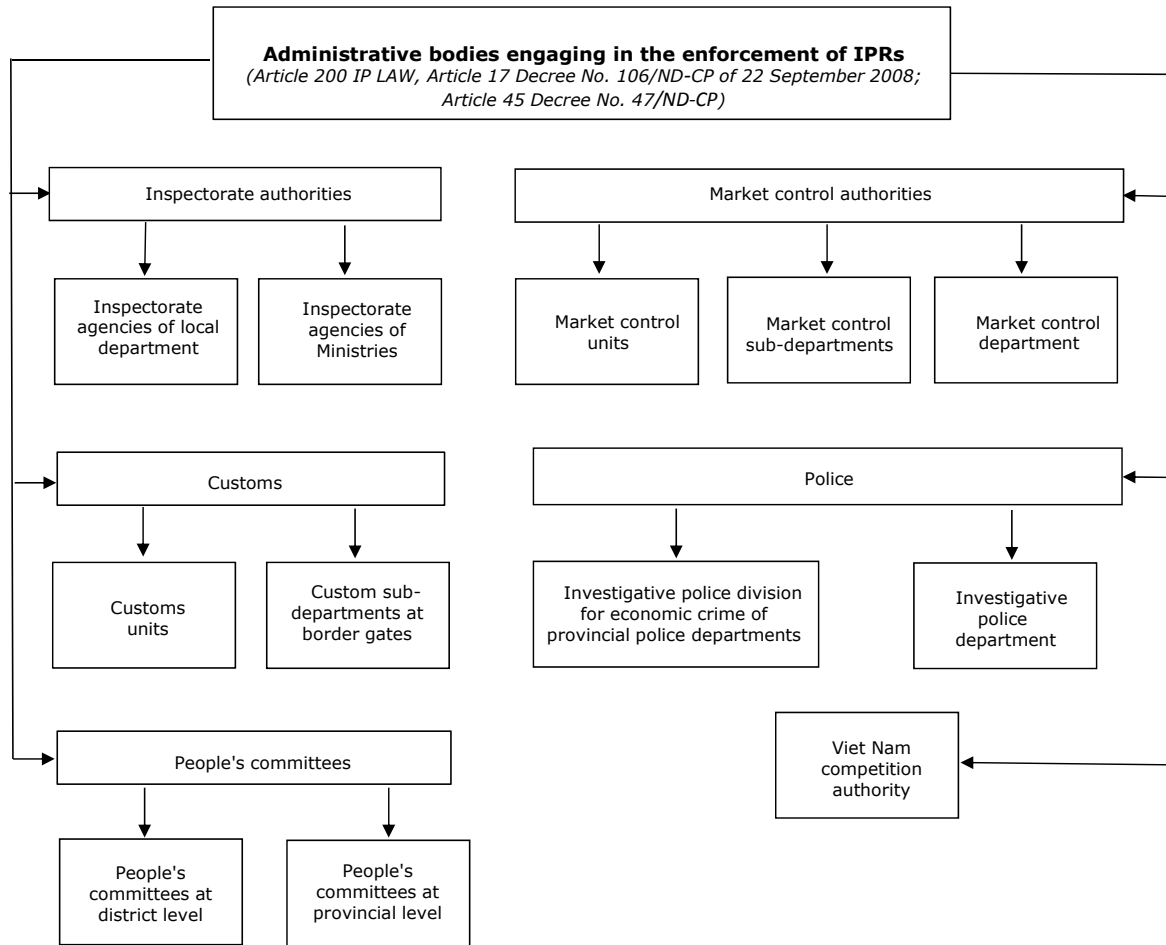 Administrative bodies engaging in the enforcement of IPRs
(Article 200 IP LAW, Article 17 Decree No. 106/ND-CP of 22 September 2008;
Article 45 Decree No. 47/ND-CP)
Inspectorate authorities
Market control authorities
Inspectorate
agencies of local
department
Inspectorate
agencies of
Ministries
Market control
units
Market control
sub-departments
Market control
department
Customs
Police
Customs
units
Custom sub-
departments at
border gates
Investigative police division
for economic crime of
provincial police departments
Investigative
police
department
People's committees
Viet Nam
competition
authority
People's
committees at
district level
People's
committees at
provincial level